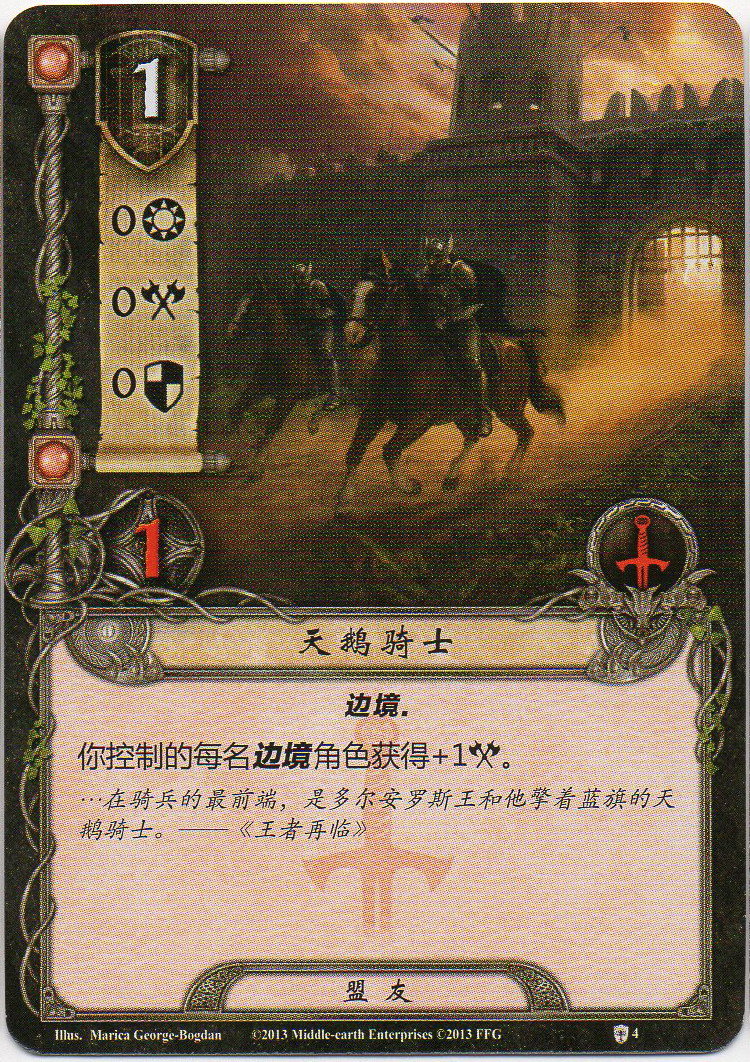 1
0
0
0
1
天鹅骑士
边境.
你控制的每名边境角色获得+1。
…在骑兵的最前端，是多尔安罗斯王和他擎着蓝旗的天
鹅骑士。——《王者再临》
盟友
Illus. Marica George-Bogdan ©2013 Middle-earth Enterprises ©2013 FFG 4